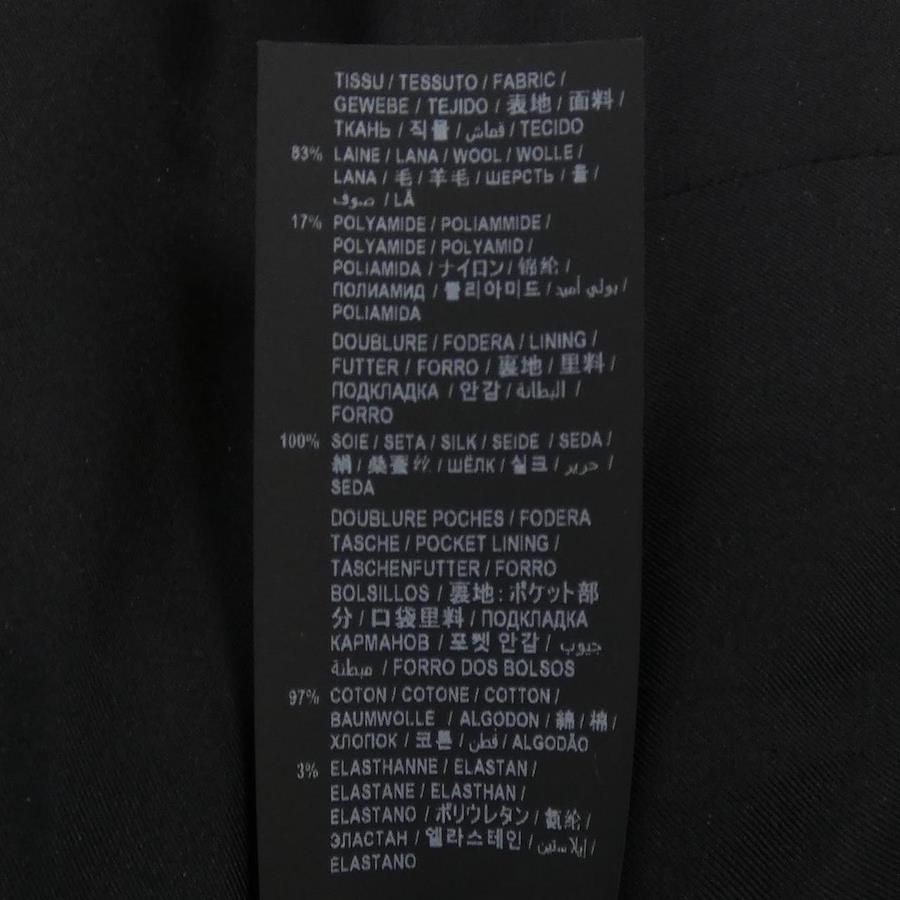 TISSU / TESSUTO / FABRIC /
GEWEBE / TEJIDO / 表地 / 面料 /
ТКАНЬ / 직물 / قماش / TECIDO
83% LAINE / LANA / WOOL / WOLLE /
LANA / 毛 / 羊毛 / ШЕРСТЬ / 울 /
صوف / LÃ
17% POLYAMIDE / POLIAMMIDE /
POLYAMIDE / POLYAMID /
POLIAMIDA / ナイロン / 锦纶 /
ПОЛИАМИД / 폴리아미드 / بولي أميد /
POLIAMIDA
DOUBLURE / FODERA / LINING /
FUTTER / FORRO / 裏地 / 里料 /
ПОДКЛАДКА / 안감 / البطانة /
FORRO
100% SOIE / SETA / SILK / SEIDE / SEDA /
絹 / 桑蚕丝 / ШЁЛК / 실크 / حرير /
SEDA
DOUBLURE POCHES / FODERA
TASCHE / POCKET LINING /
TASCHENFUTTER / FORRO
BOLSILLOS / 裏地:ポケット部
分 / 口袋里料 / ПОДКЛАДКА
КАРМАНОВ / 포켓 안감 / جيوب
مبطنة / FORRO DOS BOLSOS
97% COTON / COTONE / COTTON /
BAUMWOLLE / ALGODON / 綿 / 棉 /
ХЛОПОК / 코튼 / قطن / ALGODÃO
3% ELASTHANNE / ELASTAN /
ELASTANE / ELASTHAN /
ELASTANO / ポリウレタン / 氨纶 /
ЭЛАСТАН / 엘라스테인 / إيلاستين /
ELASTANO